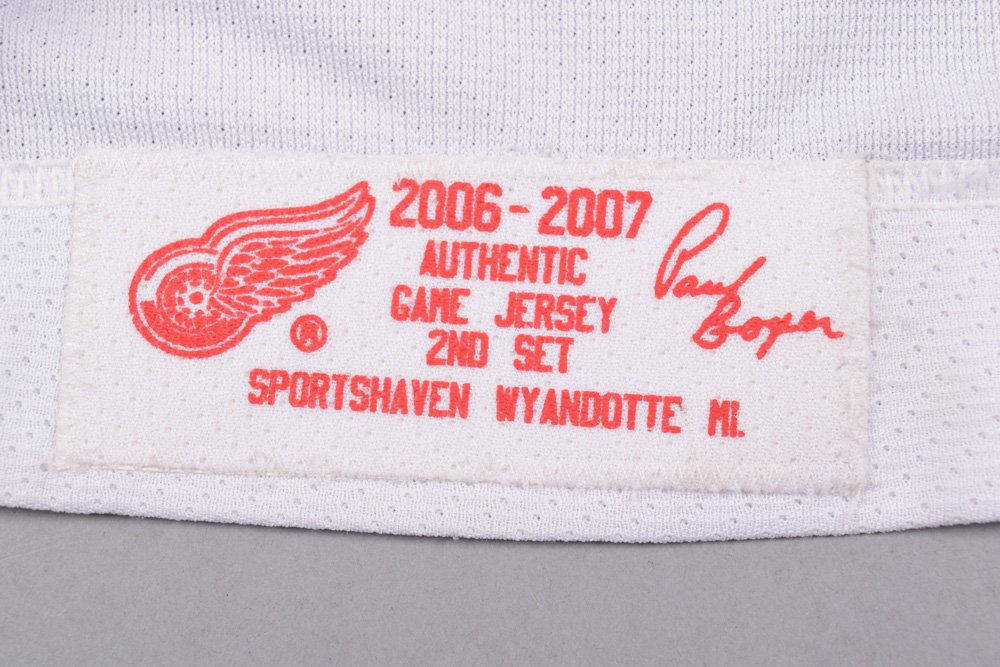 2006-2007
AUTHENTIC
GAME JERSEY
2ND SET
SPORTSHAVEN WYANDOTTE MI.
Paul
Boyer
®